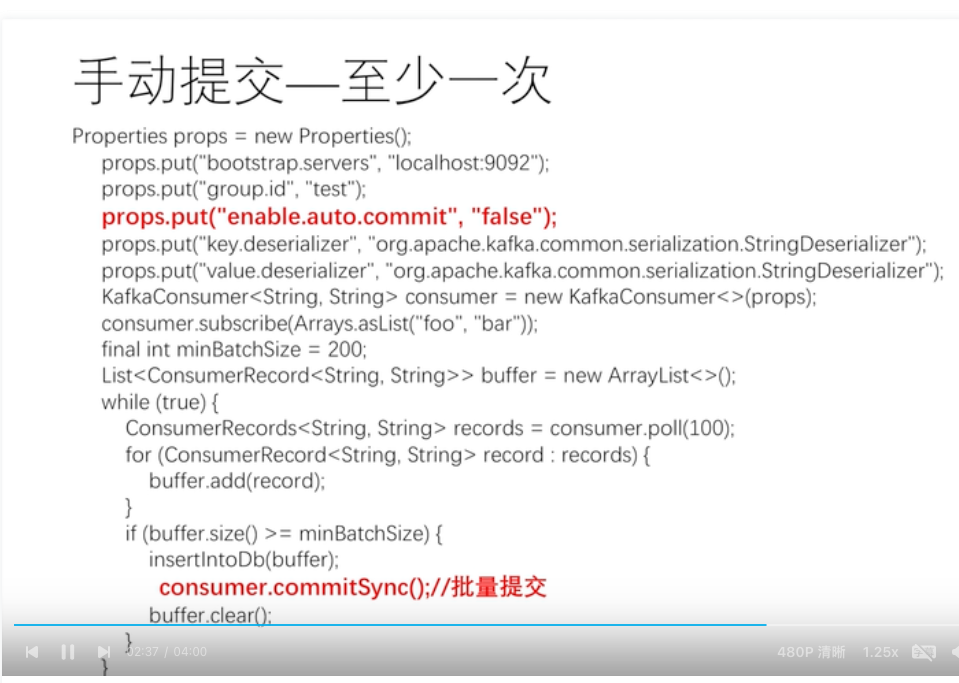 手动提交—至少一次
Properties props = new Properties();
props.put("bootstrap.servers", "localhost:9092");
props.put("group.id", "test");
props.put("enable.auto.commit", "false");
props.put("key.deserializer", "org.apache.kafka.common.serialization.StringDeserializer");
props.put("value.deserializer", "org.apache.kafka.common.serialization.StringDeserializer");
KafkaConsumer<String, String> consumer = new KafkaConsumer<>(props);
consumer.subscribe(Arrays.asList("foo", "bar"));
final int minBatchSize = 200;
List<ConsumerRecord<String, String>> buffer = new ArrayList<>();
while (true) {
ConsumerRecords<String, String> records = consumer.poll(100);
for (ConsumerRecord<String, String> record : records) {
buffer.add(record);
}
if (buffer.size() >= minBatchSize) {
insertIntoDb(buffer);
consumer.commitSync();//批量提交
buffer.clear();
}
02:37 / 04:00 480P 清晰 1.25x
}